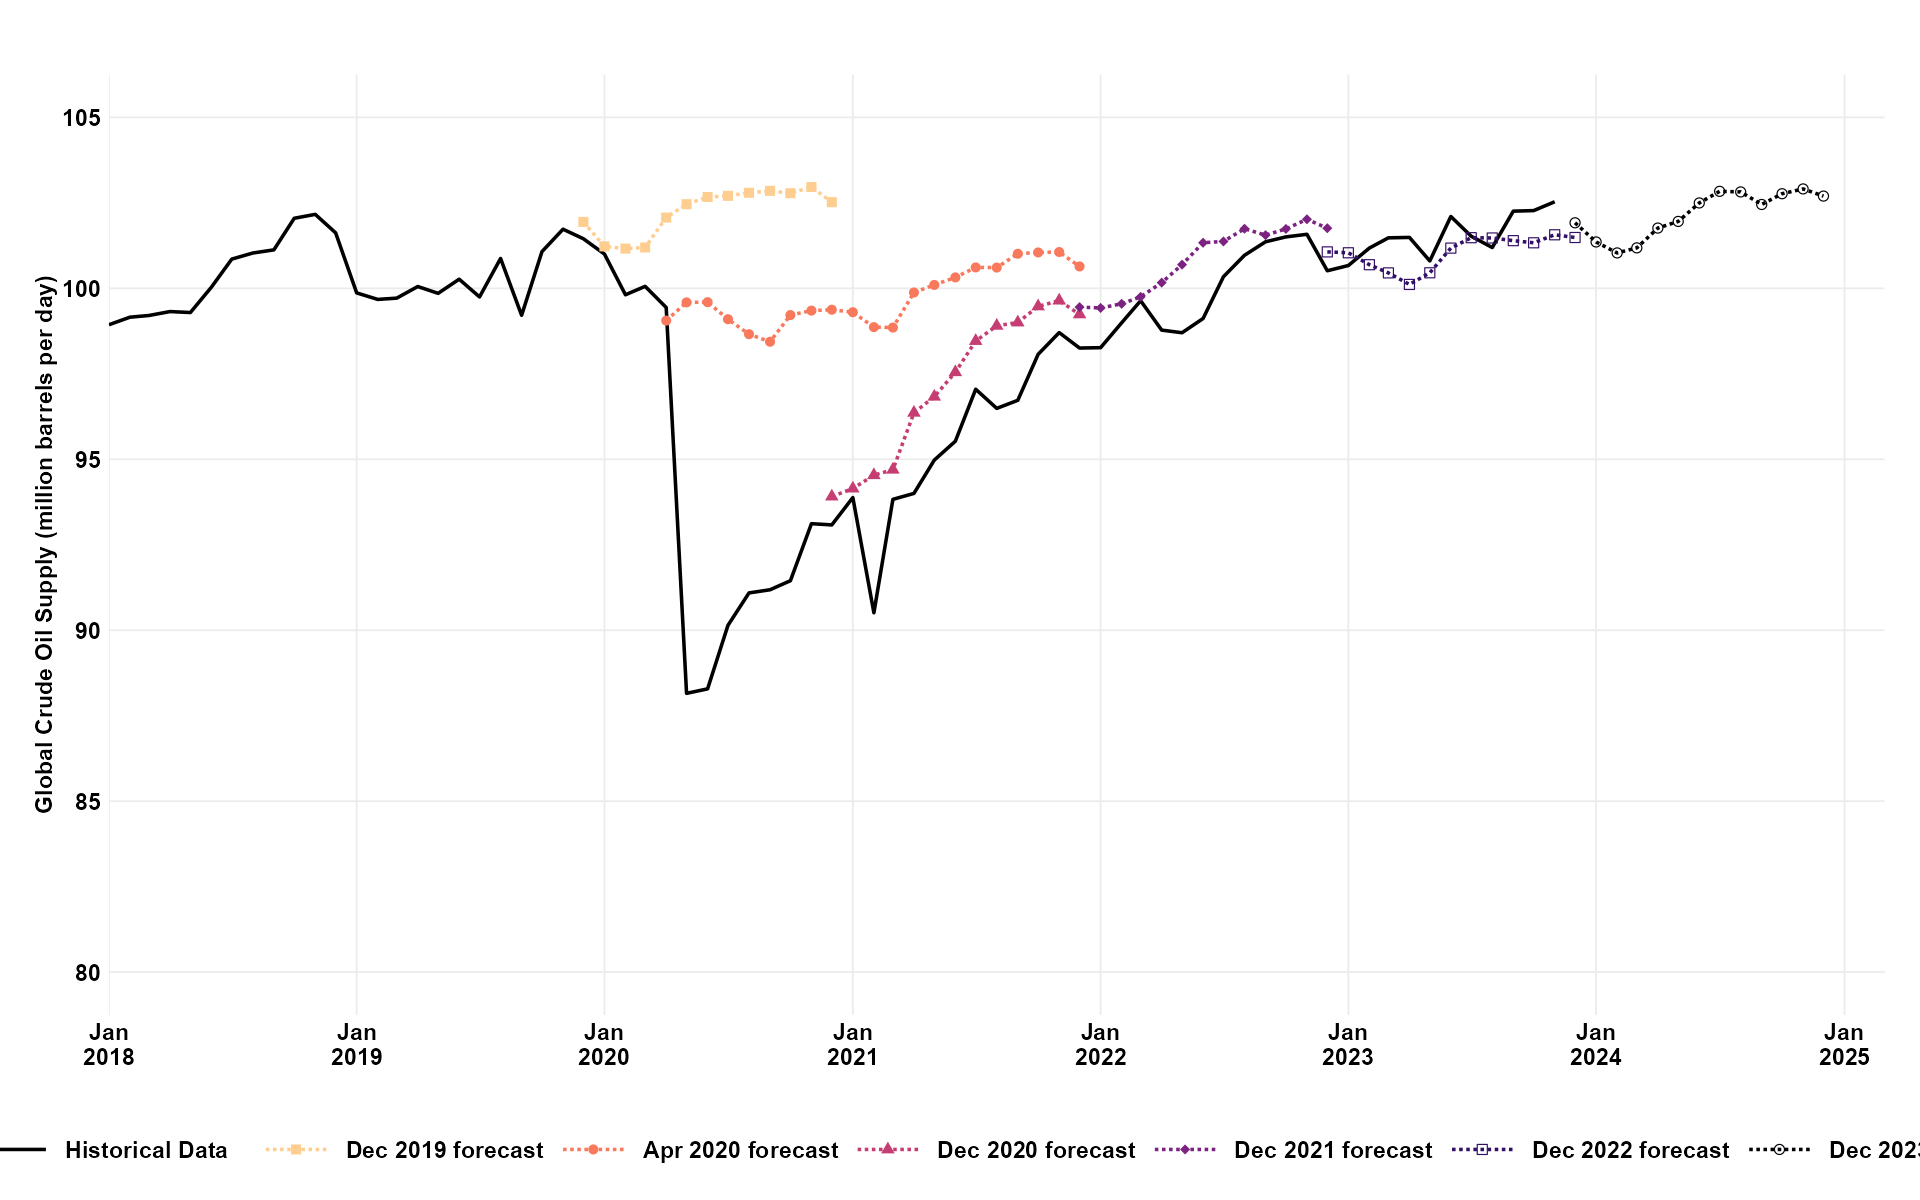 Global Crude Oil Supply (million barrels per day)
105
100
95
90
85
80
Jan
2018
Jan
2019
Jan
2020
Jan
2021
Jan
2022
Jan
2023
Jan
2024
Jan
2025
Historical Data
Dec 2019 forecast
Apr 2020 forecast
Dec 2020 forecast
Dec 2021 forecast
Dec 2022 forecast
Dec 2023